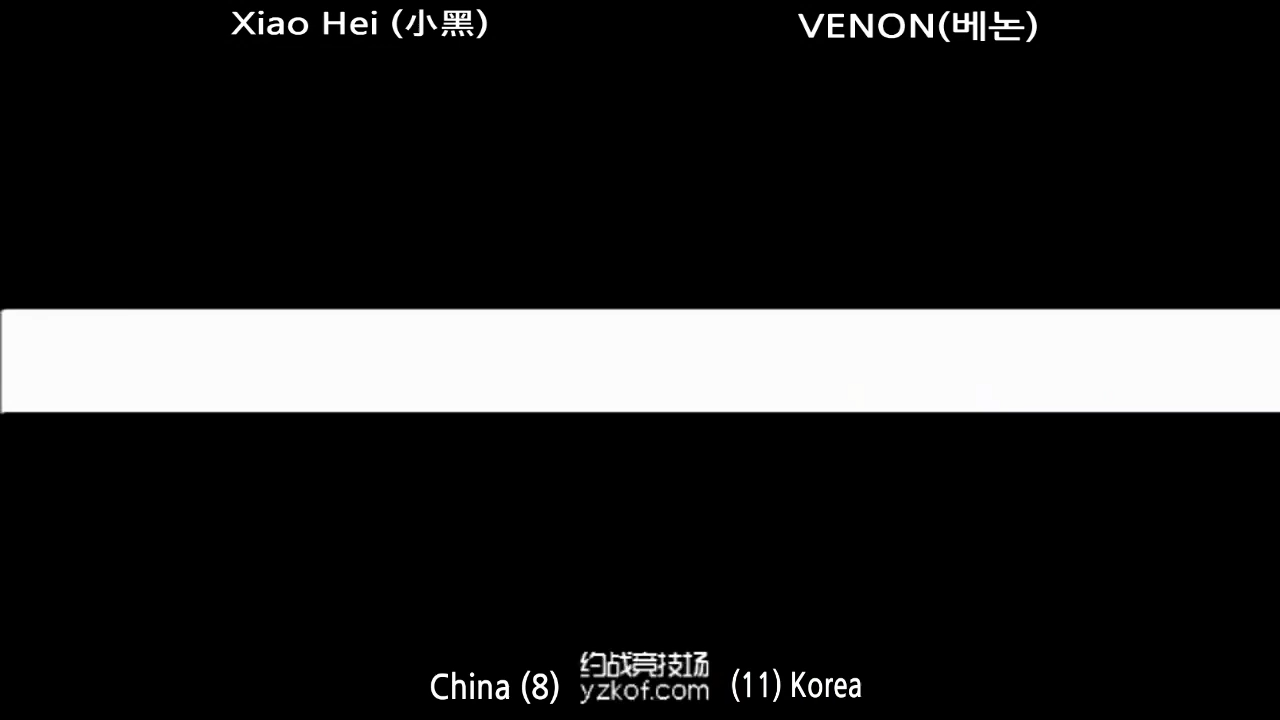 Xiao Hei (小黑)
VENON(베논)
China (8)
约战竞技场
yzkof.com
(11) Korea